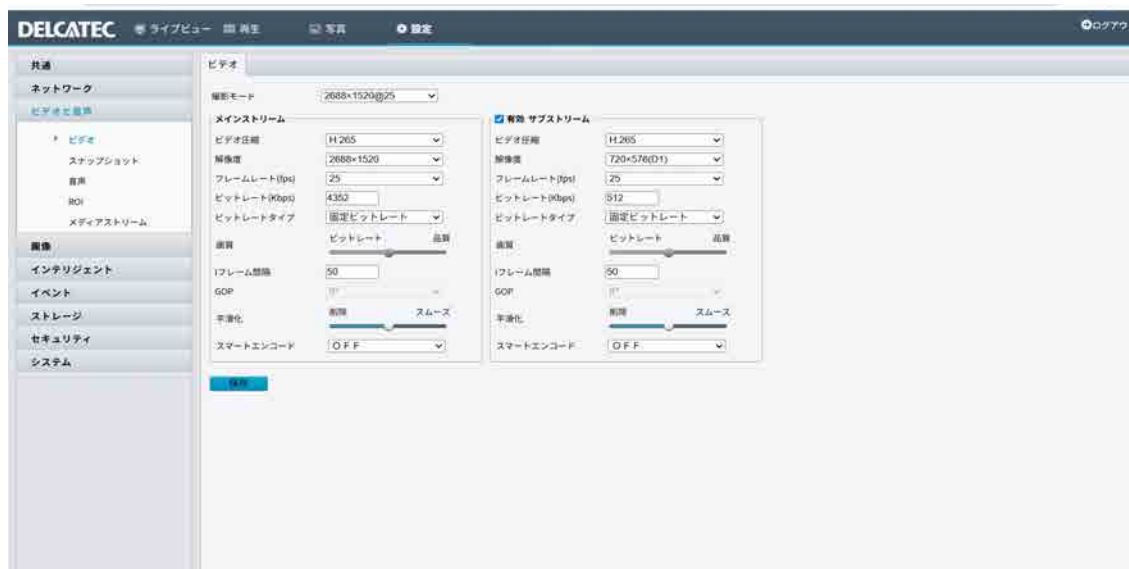 DELCATEC ライブビュー 再生 写真 設定 ログアウ
共通
ネットワーク
ビデオと音声
ビデオ
スナップショット
音声
ROI
メディアストリーム
画像
インテリジェント
イベント
ストレージ
セキュリティ
システム
ビデオ
撮影モード 2688×1520@25
メインストリーム
ビデオ圧縮 H.265
解像度 2688×1520
フレームレート(fps) 25
ビットレート(Kbps) 4352
ビットレートタイプ 固定ビットレート
画質 ビットレート 品質
Iフレーム間隔 50
GOP IP
平滑化 削除 スムース
スマートエンコード OFF
有効 サブストリーム
ビデオ圧縮 H.265
解像度 720×576(D1)
フレームレート(fps) 25
ビットレート(Kbps) 512
ビットレートタイプ 固定ビットレート
画質 ビットレート 品質
Iフレーム間隔 50
GOP IP
平滑化 削除 スムース
スマートエンコード OFF
保存